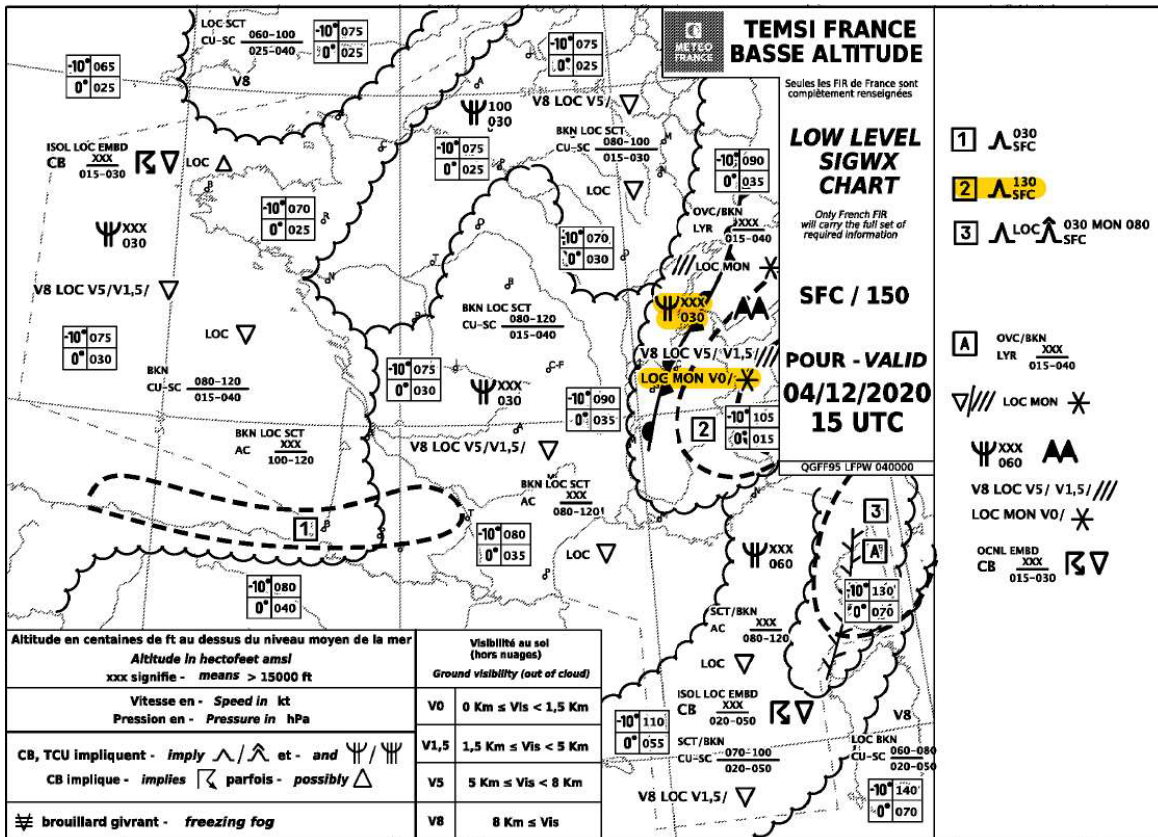 LOC SCT
CU-SC 060-100
025-040
-10° 075
0° 025
-10° 065
0° 025
V8
-10° 075
0° 025
METEO
FRANCE
TEMSI FRANCE
BASSE ALTITUDE
Seules les FIR de France sont
complètement renseignées
LOW LEVEL
SIGWX
CHART
Only French FIR
will carry the full set of
required information
SFC / 150
POUR - VALID
04/12/2020
15 UTC
QGFF95 LFPW 040000
100
030
V8 LOC V5/
BKN LOC SCT
CU-SC 080-100
015-030
-10° 075
0° 025
LOC
-10° 090
0° 035
ISOL LOC EMBD
CB XXX
015-030
LOC
XXX
030
-10° 070
0° 025
V8 LOC V5/V1,5/
-10° 070
0° 030
OVC/BKN
LYR XXX
015-040
LOC MON
XXX
030
V8 LOC V5/ V1,5/
LOC MON V0/
2
-10° 105
0° 015
-10° 075
0° 030
LOC
BKN
CU-SC 080-120
015-040
BKN LOC SCT
CU-SC 080-120
015-040
-10° 075
0° 030
XXX
030
C-F
-10° 090
0° 035
V8 LOC V5/V1,5/
BKN LOC SCT
AC XXX
100-120
BKN LOC SCT
AC XXX
080-120
1
-10° 080
0° 035
LOC
-10° 080
0° 040
XXX
060
3
A
-10° 130
0° 070
SCT/BKN
AC XXX
080-120
LOC
ISOL LOC EMBD
CB XXX
020-050
-10° 110
0° 055
SCT/BKN
CU-SC 070-100
020-050
V8 LOC V1,5/
V8
LOC BKN
CU-SC 060-080
020-050
-10° 140
0° 070
1 030
SFC
2 130
SFC
3 LOC 030 MON 080
SFC
A OVC/BKN
LYR XXX
015-040
LOC MON
XXX
060
V8 LOC V5/ V1,5/
LOC MON V0/
OCNL EMBD
CB XXX
015-030
Altitude en centaines de ft au dessus du niveau moyen de la mer
Altitude in hectofeet amsl
xxx signifie - means > 15000 ft
Vitesse en - Speed in kt
Pression en - Pressure in hPa
CB, TCU impliquent - imply / et - and /
CB implique - implies parfois - possibly
brouillard givrant - freezing fog
Visibilité au sol
(hors nuages)
Ground visibility (out of cloud)
V0 0 Km ≤ Vis < 1,5 Km
V1,5 1,5 Km ≤ Vis < 5 Km
V5 5 Km ≤ Vis < 8 Km
V8 8 Km ≤ Vis